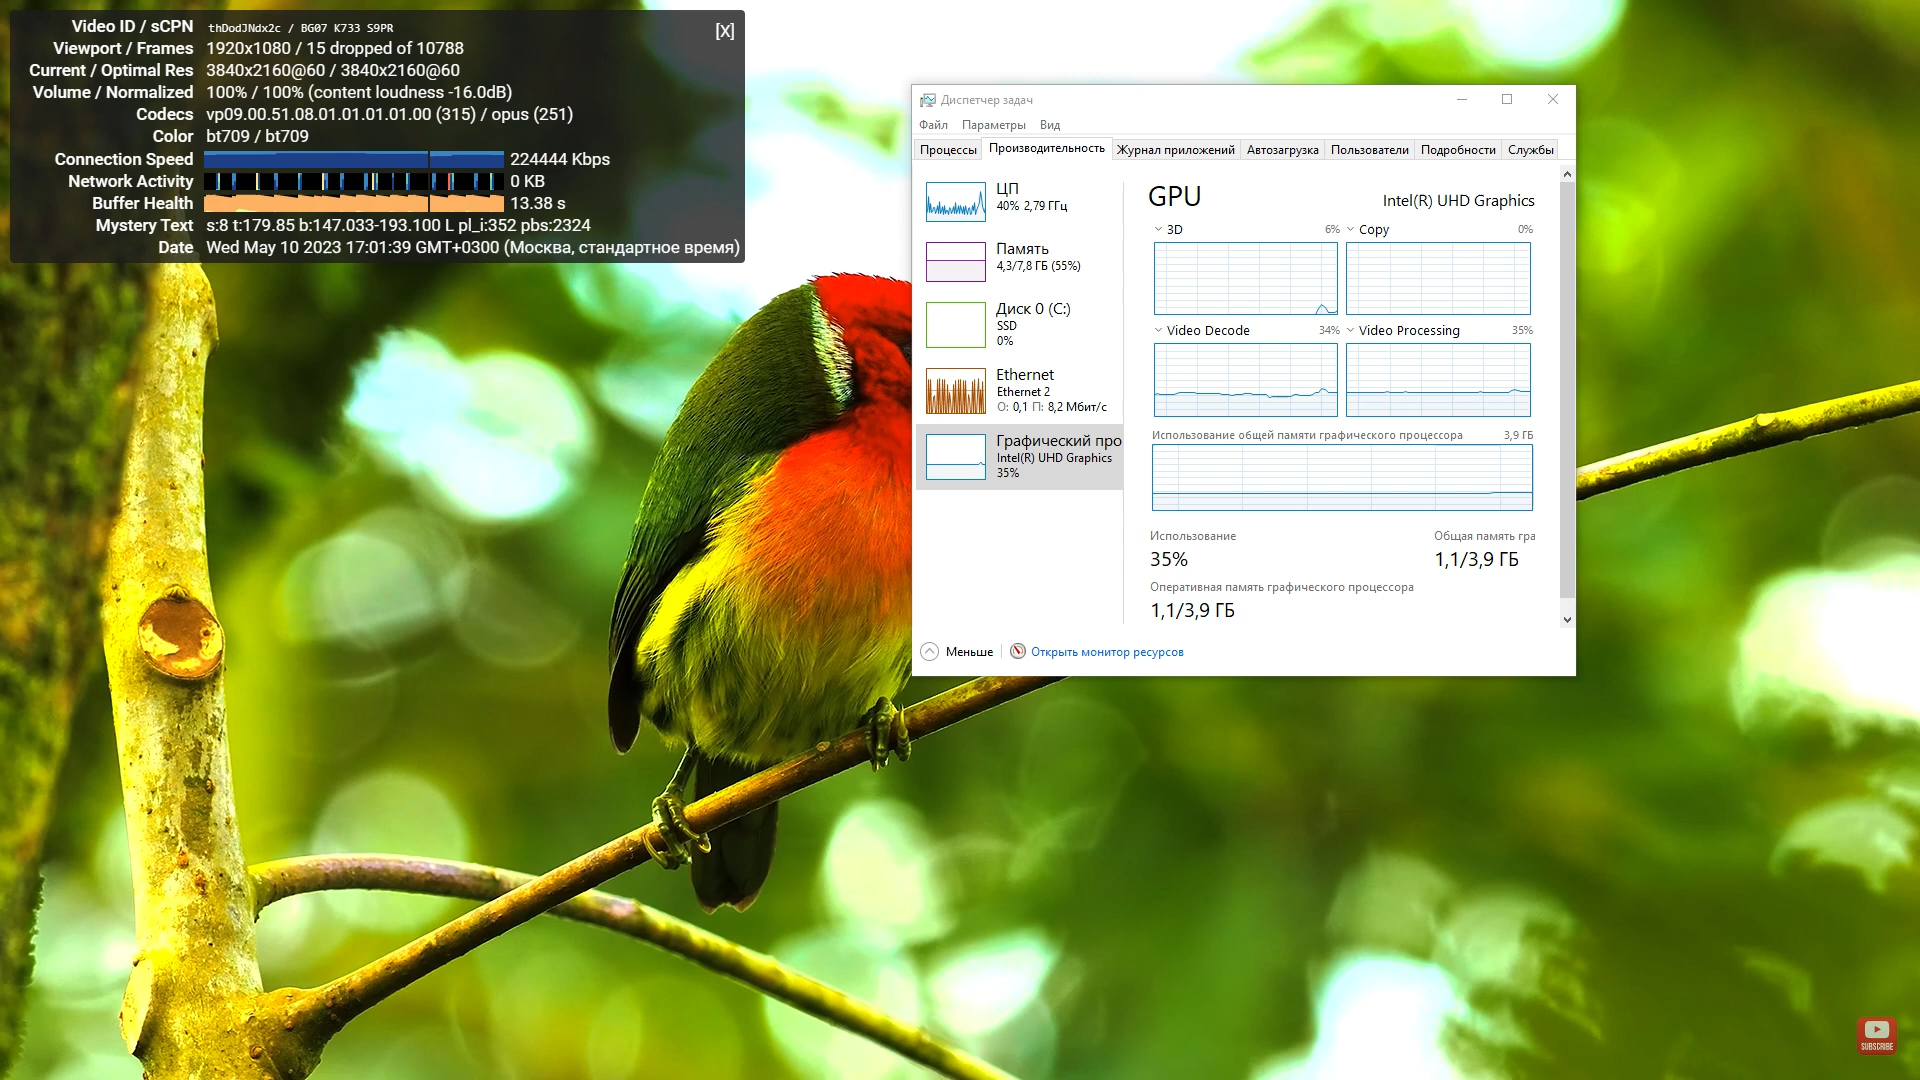 Video ID / sCPN thDodJNdx2c / BG07 K733 S9PR
[X]
Viewport / Frames 1920x1080 / 15 dropped of 10788
Current / Optimal Res 3840x2160@60 / 3840x2160@60
Volume / Normalized 100% / 100% (content loudness -16.0dB)
Codecs vp09.00.51.08.01.01.01.01.00 (315) / opus (251)
Color bt709 / bt709
Connection Speed 224444 Kbps
Network Activity 0 KB
Buffer Health 13.38 s
Mystery Text s:8 t:179.85 b:147.033-193.100 L pl_i:352 pbs:2324
Date Wed May 10 2023 17:01:39 GMT+0300 (Москва, стандартное время)
Диспетчер задач
Файл Параметры Вид
Процессы Производительность Журнал приложений Автозагрузка Пользователи Подробности Службы
ЦП
40% 2,79 ГГц
Память
4,3/7,8 ГБ (55%)
Диск 0 (C:)
SSD
0%
Ethernet
Ethernet 2
О: 0,1 П: 8,2 Мбит/с
Графический про
Intel(R) UHD Graphics
35%
GPU
Intel(R) UHD Graphics
3D 6% Copy 0%
Video Decode 34% Video Processing 35%
Использование общей памяти графического процессора 3,9 ГБ
Использование Общая память гра
35% 1,1/3,9 ГБ
Оперативная память графического процессора
1,1/3,9 ГБ
Меньше Открыть монитор ресурсов
SUBSCRIBE